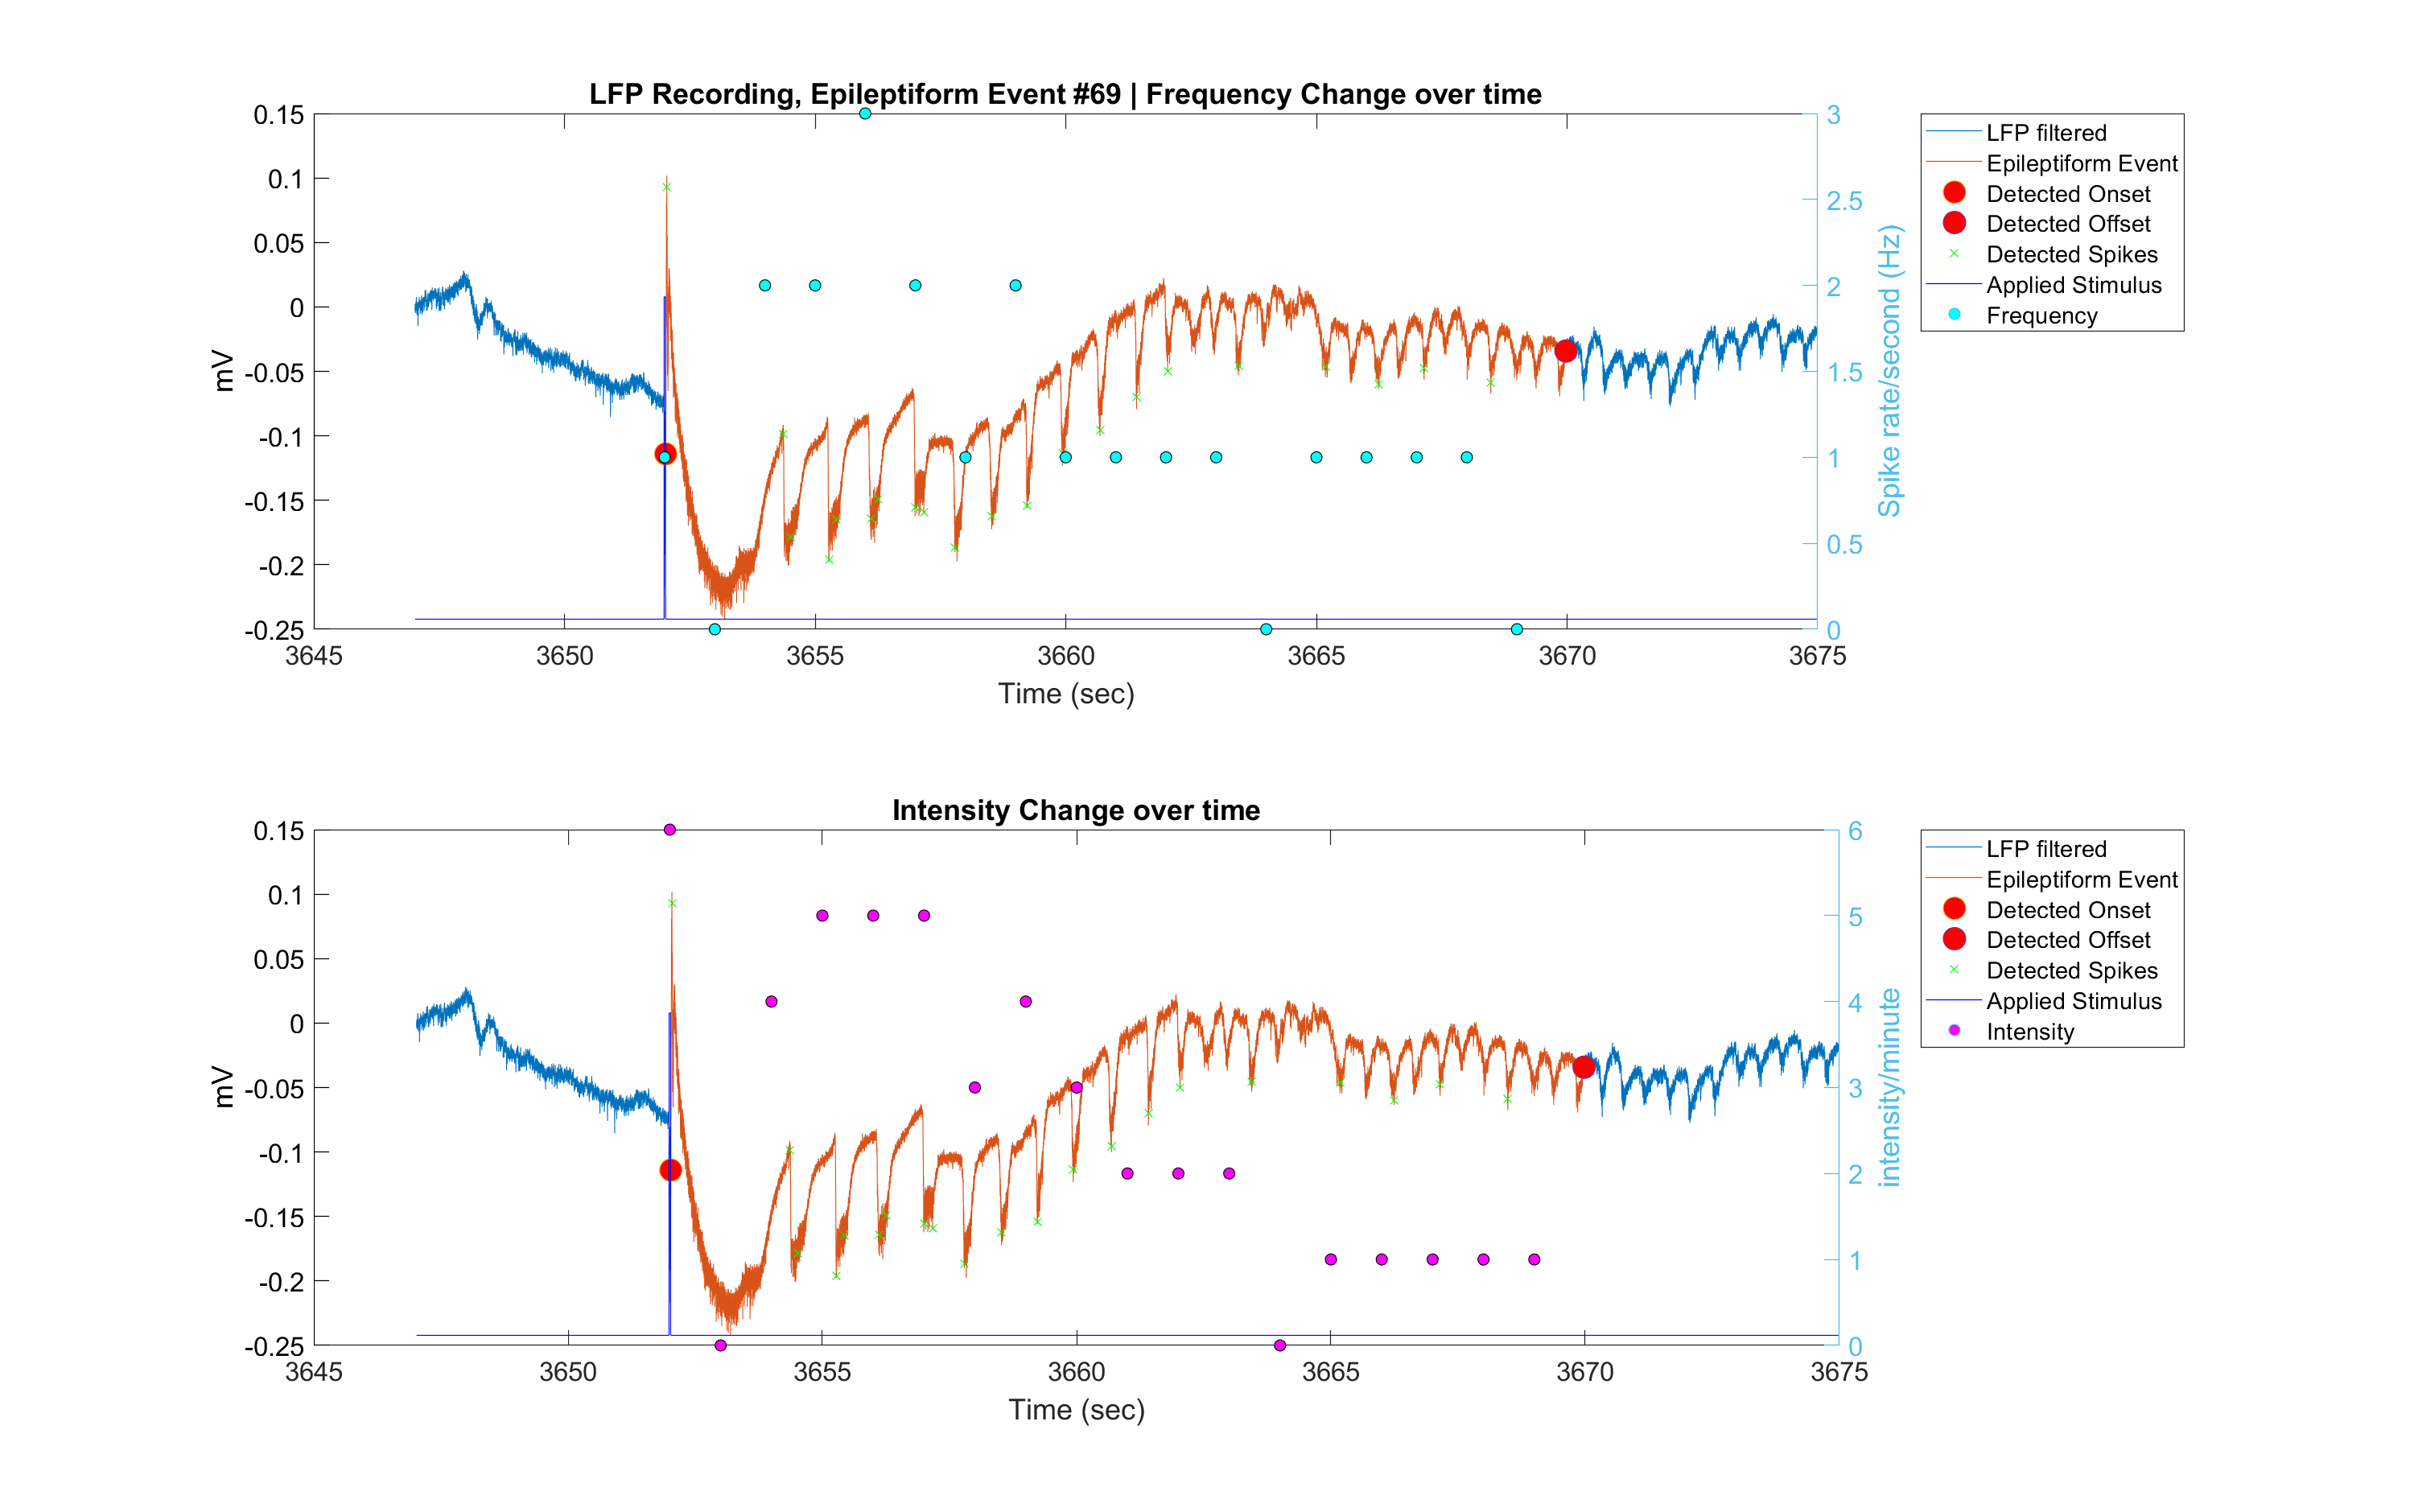 LFP Recording, Epileptiform Event #69 | Frequency Change over time
0.15
0.1
0.05
0
-0.05
-0.1
-0.15
-0.2
-0.25
mV
3645
3650
3655
3660
3665
3670
3675
Time (sec)
3
2.5
2
1.5
1
0.5
0
Spike rate/second (Hz)
LFP filtered
Epileptiform Event
Detected Onset
Detected Offset
Detected Spikes
Applied Stimulus
Frequency
Intensity Change over time
0.15
0.1
0.05
0
-0.05
-0.1
-0.15
-0.2
-0.25
mV
3645
3650
3655
3660
3665
3670
3675
Time (sec)
6
5
4
3
2
1
0
intensity/minute
LFP filtered
Epileptiform Event
Detected Onset
Detected Offset
Detected Spikes
Applied Stimulus
Intensity